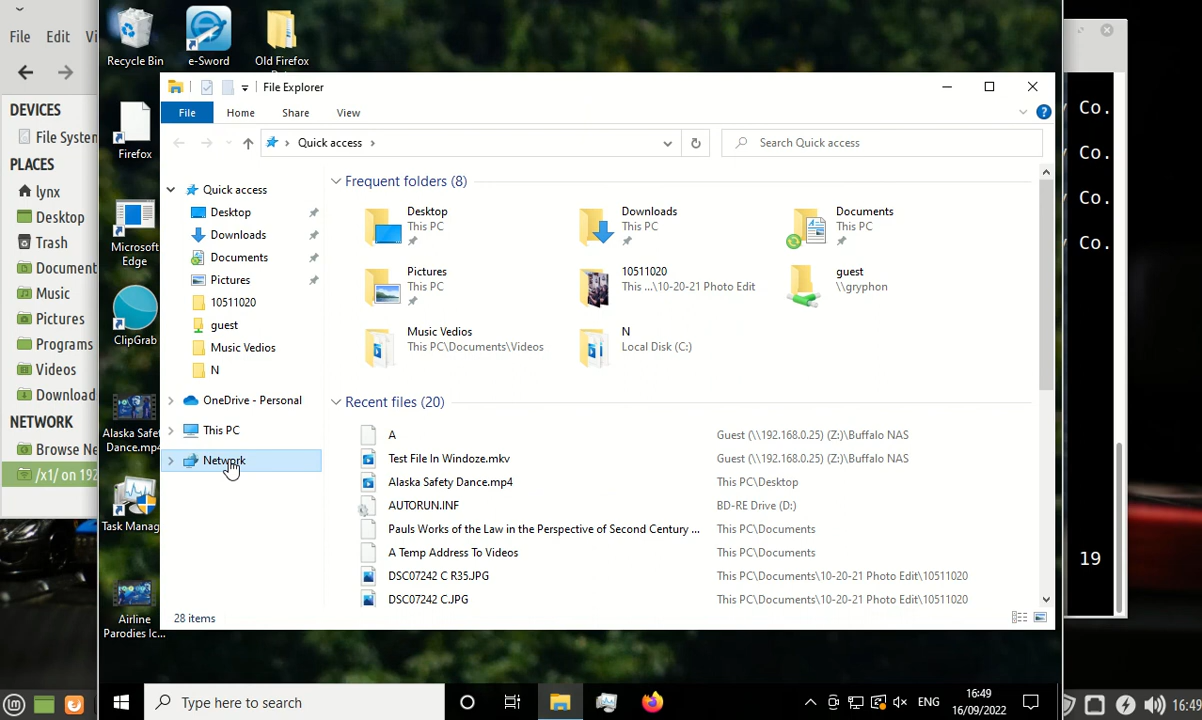 File Edit
DEVICES
File System
PLACES
lynx
Desktop
Trash
Document
Music
Pictures
Programs
Videos
Download
NETWORK
Browse Ne
/x1/ on 192
Recycle Bin
e-Sword
Old Firefox
Firefox
Microsoft
Edge
ClipGrab
Alaska Safet
Dance.mp4
Task Manag
Airline
Parodies Ic...
File Explorer
File Home Share View
Quick access
Search Quick access
Quick access
Desktop
Downloads
Documents
Pictures
10511020
guest
Music Vedios
N
OneDrive - Personal
This PC
Network
Frequent folders (8)
Desktop
This PC
Downloads
This PC
Documents
This PC
Pictures
This PC
10511020
This ...\10-20-21 Photo Edit
guest
\\gryphon
Music Vedios
This PC\Documents\Videos
N
Local Disk (C:)
Recent files (20)
A Guest (\\192.168.0.25) (Z:)\Buffalo NAS
Test File In Windoze.mkv Guest (\\192.168.0.25) (Z:)\Buffalo NAS
Alaska Safety Dance.mp4 This PC\Desktop
AUTORUN.INF BD-RE Drive (D:)
Pauls Works of the Law in the Perspective of Second Century ... This PC\Documents
A Temp Address To Videos This PC\Documents
DSC07242 C R35.JPG This PC\Documents\10-20-21 Photo Edit\10511020
DSC07242 C.JPG This PC\Documents\10-20-21 Photo Edit\10511020
28 items
Co.
Co.
Co.
Co.
19
Type here to search
ENG
16:49
16/09/2022
16:49